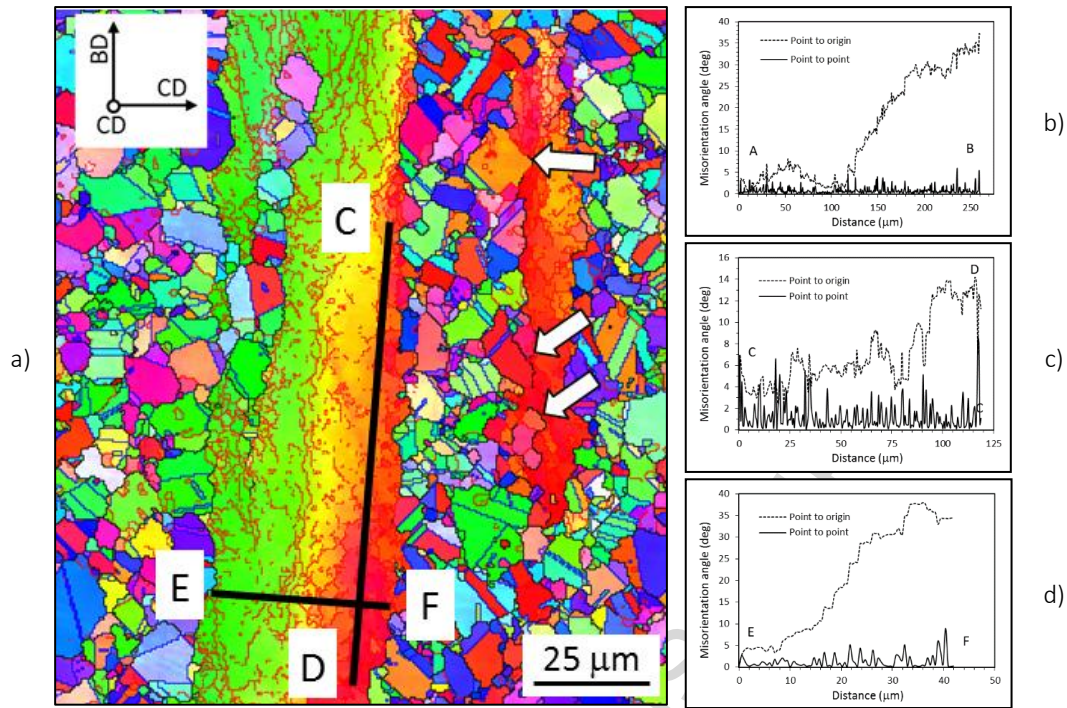 a)
BD
CD
CD
C
E
F
D
25 μm
b)
Misorientation angle (deg)
40
35
30
25
20
15
10
5
0
Point to origin
Point to point
A
B
0 50 100 150 200 250
Distance (μm)
c)
Misorientation angle (deg)
16
14
12
10
8
6
4
2
0
Point to origin
Point to point
C
D
C
0 25 50 75 100 125
Distance (μm)
d)
Misorientation angle (deg)
40
35
30
25
20
15
10
5
0
Point to origin
Point to point
E
F
0 10 20 30 40 50
Distance (μm)